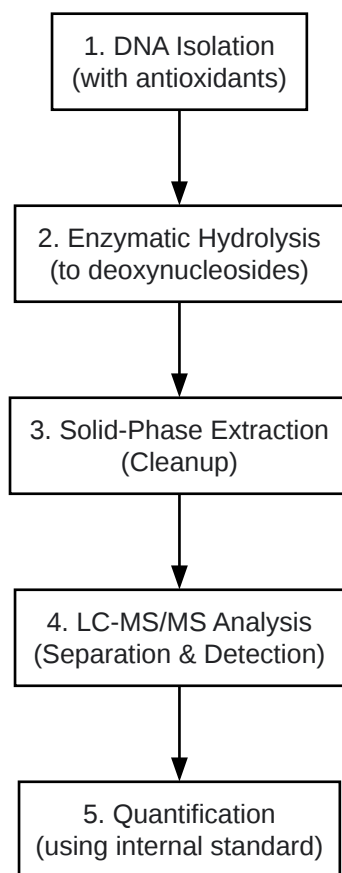 1. DNA Isolation
(with antioxidants)
2. Enzymatic Hydrolysis
(to deoxynucleosides)
3. Solid-Phase Extraction
(Cleanup)
4. LC-MS/MS Analysis
(Separation & Detection)
5. Quantification
(using internal standard)